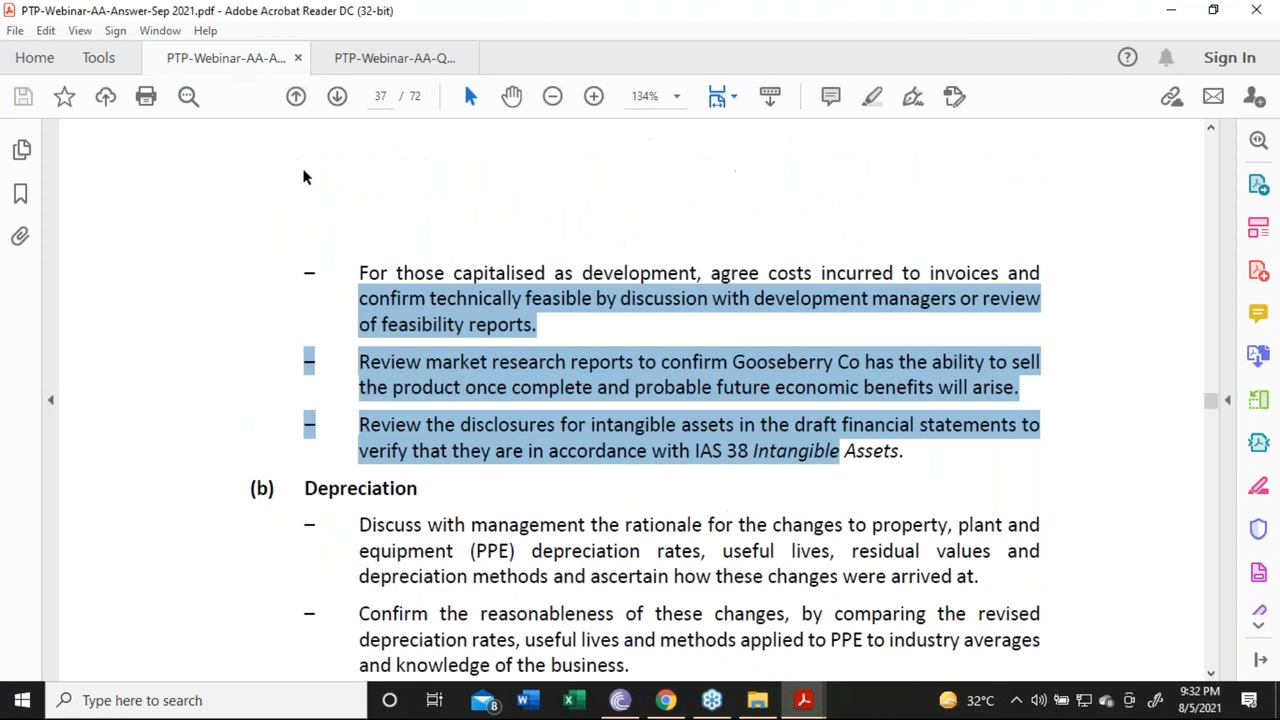 PTP-Webinar-AA-Answer-Sep 2021.pdf - Adobe Acrobat Reader DC (32-bit)
File Edit View Sign Window Help
Home Tools PTP-Webinar-AA-A... × PTP-Webinar-AA-Q... Sign In
37 / 72 134%
– For those capitalised as development, agree costs incurred to invoices and
confirm technically feasible by discussion with development managers or review
of feasibility reports.
– Review market research reports to confirm Gooseberry Co has the ability to sell
the product once complete and probable future economic benefits will arise.
– Review the disclosures for intangible assets in the draft financial statements to
verify that they are in accordance with IAS 38 Intangible Assets.
(b) Depreciation
– Discuss with management the rationale for the changes to property, plant and
equipment (PPE) depreciation rates, useful lives, residual values and
depreciation methods and ascertain how these changes were arrived at.
– Confirm the reasonableness of these changes, by comparing the revised
depreciation rates, useful lives and methods applied to PPE to industry averages
and knowledge of the business.
Type here to search 8 32°C 9:32 PM
8/5/2021